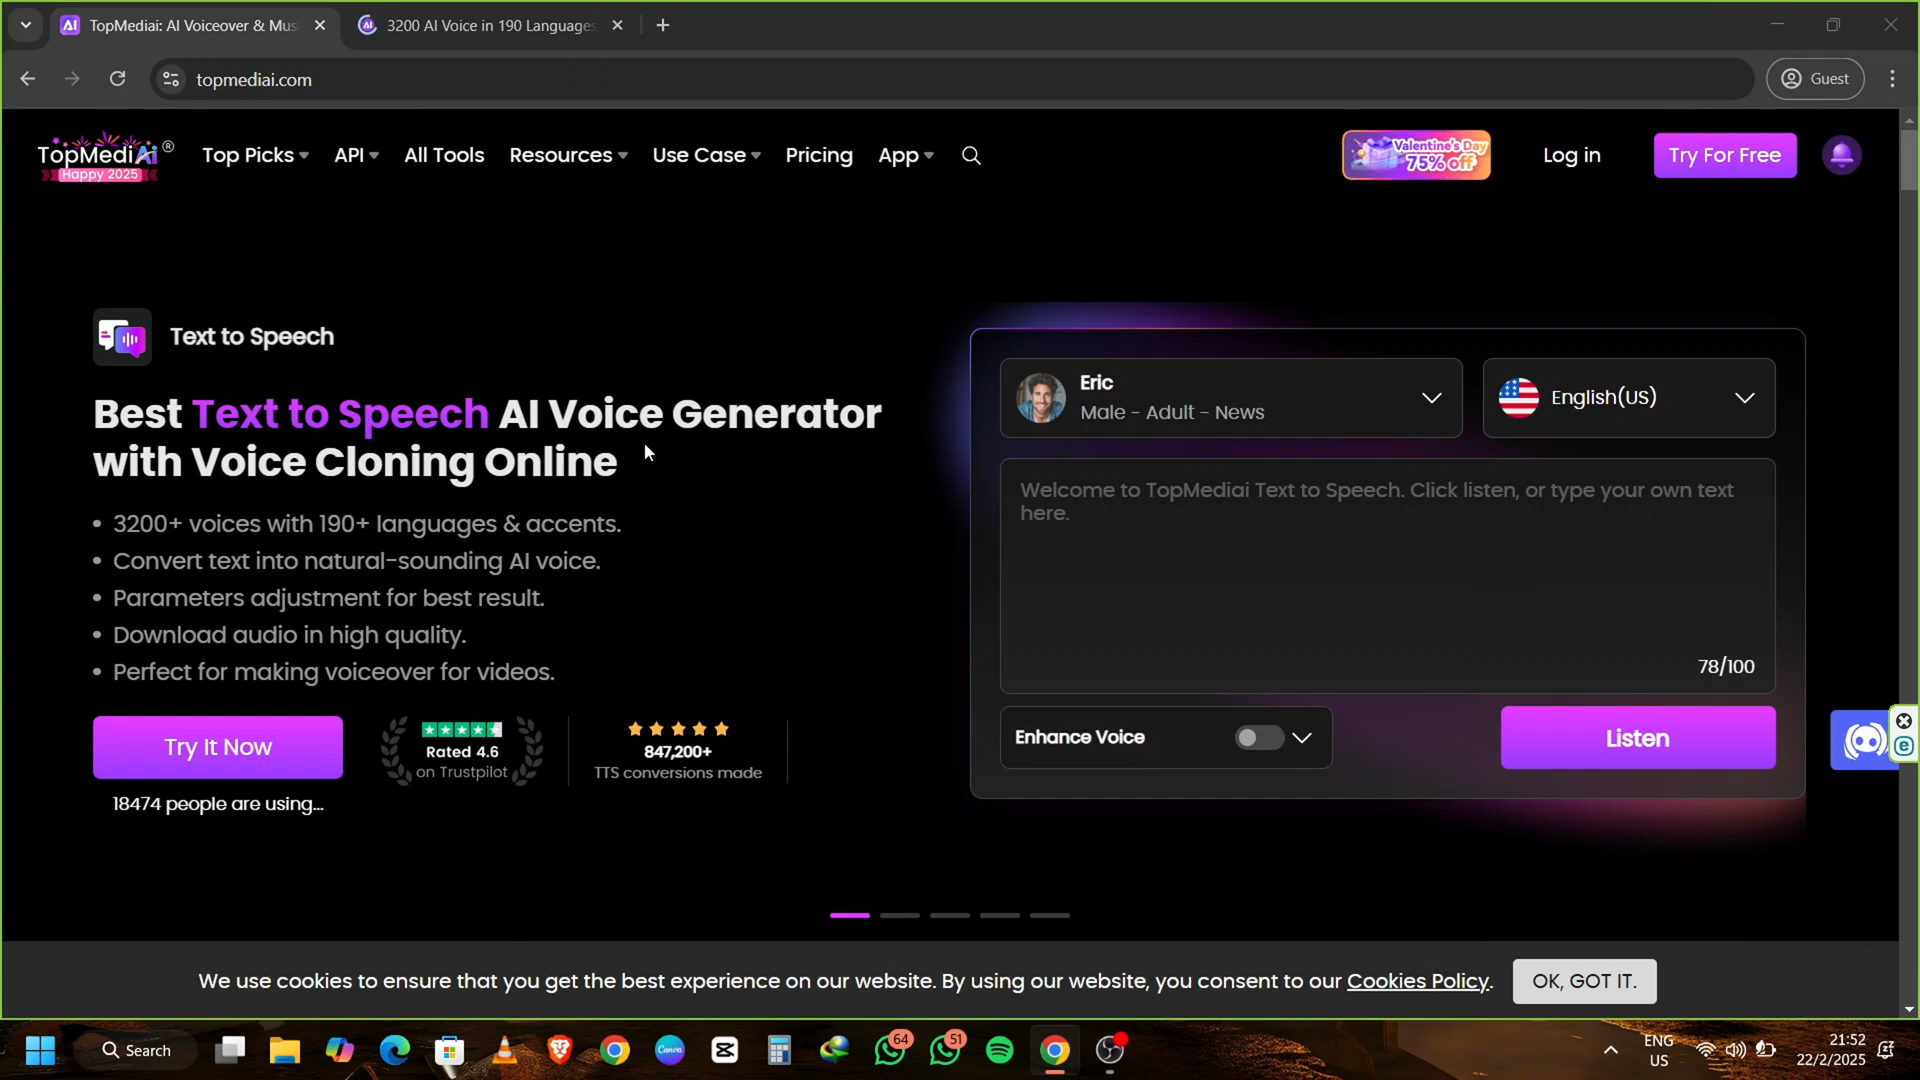 TopMediai: AI Voiceover & Mus
3200 AI Voice in 190 Languages
topmediai.com
Guest
TopMediAi®
Happy 2025
Top Picks
API
All Tools
Resources
Use Case
Pricing
App
Valentine's Day
75% off
Log in
Try For Free
Text to Speech
Best Text to Speech AI Voice Generator
with Voice Cloning Online
• 3200+ voices with 190+ languages & accents.
• Convert text into natural-sounding AI voice.
• Parameters adjustment for best result.
• Download audio in high quality.
• Perfect for making voiceover for videos.
Try It Now
18474 people are using...
Rated 4.6
on Trustpilot
847,200+
TTS conversions made
Eric
Male - Adult - News
English(US)
Welcome to TopMediai Text to Speech. Click listen, or type your own text
here.
78/100
Enhance Voice
Listen
We use cookies to ensure that you get the best experience on our website. By using our website, you consent to our Cookies Policy.
OK, GOT IT.
Search
Canva
64
51
ENG
US
21:52
22/2/2025